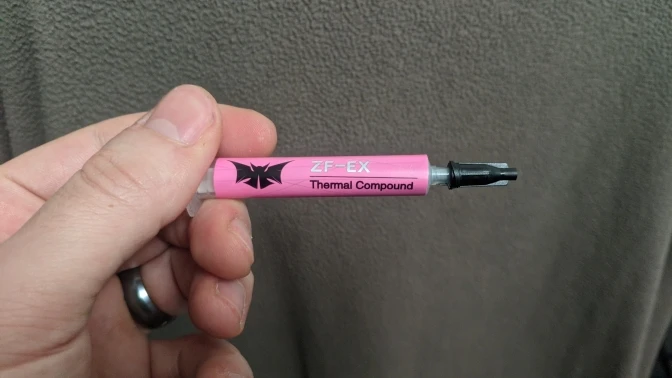 ZF-EX
Thermal Compound